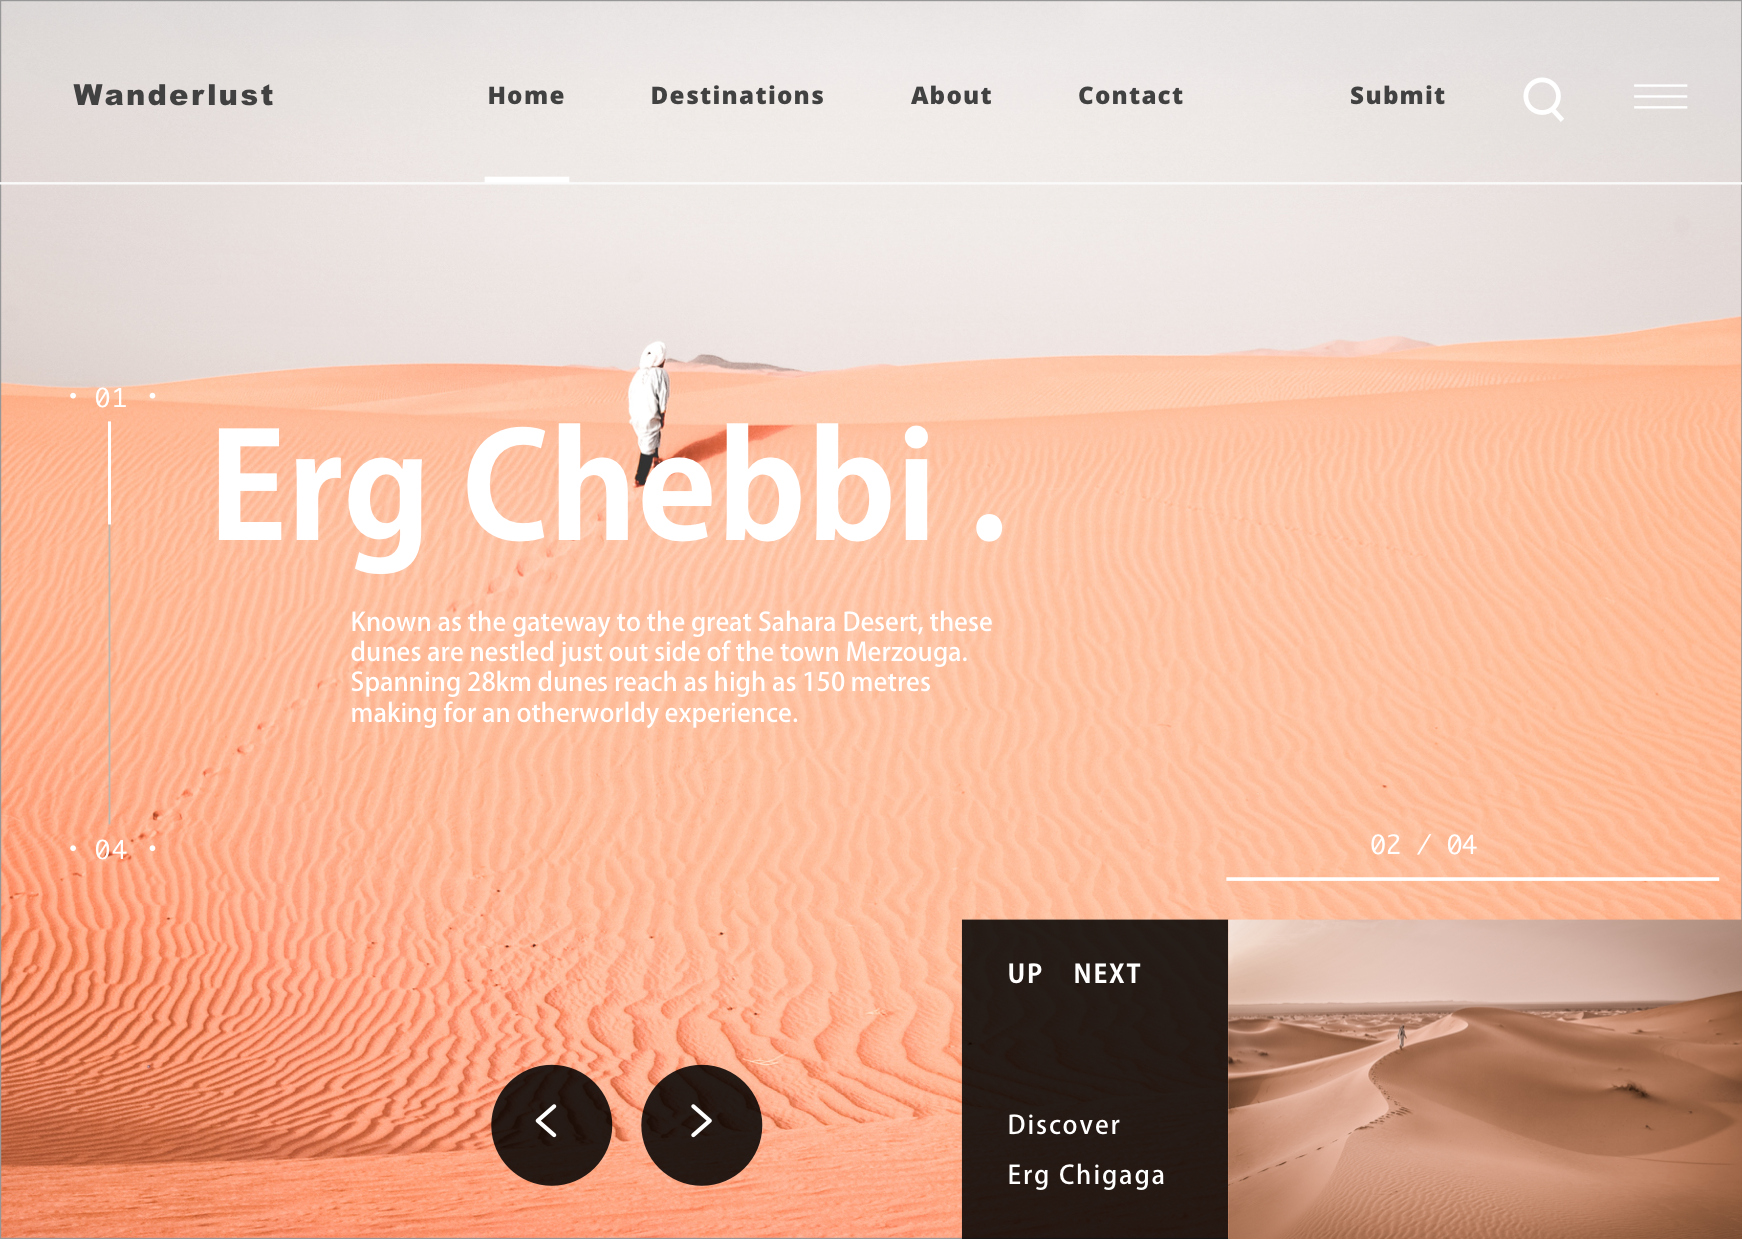 Wanderlust
Home
Destinations
About
Contact
Submit
01
Erg Chebbi .
Known as the gateway to the great Sahara Desert, these
dunes are nestled just out side of the town Merzouga.
Spanning 28km dunes reach as high as 150 metres
making for an otherworldy experience.
04
02 / 04
UP NEXT
Discover
Erg Chigaga